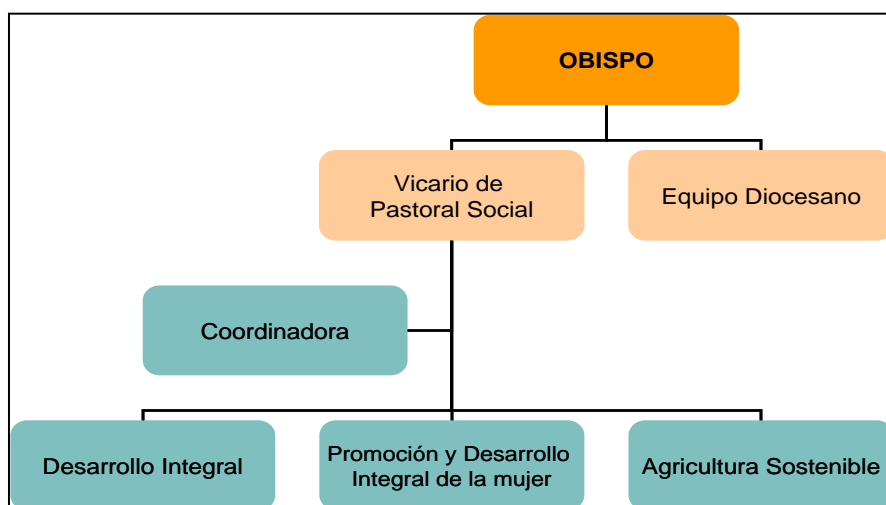 OBISPO
Vicario de
Pastoral Social
Equipo Diocesano
Coordinadora
Desarrollo Integral
Promoción y Desarrollo
Integral de la mujer
Agricultura Sostenible